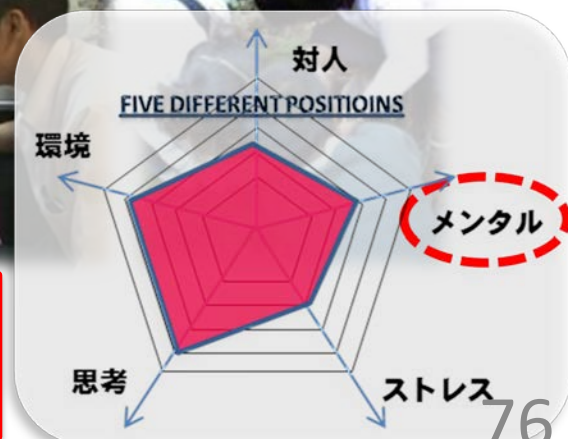 対人
FIVE DIFFERENT POSITIOINS
環境
メンタル
思考
ストレス
76